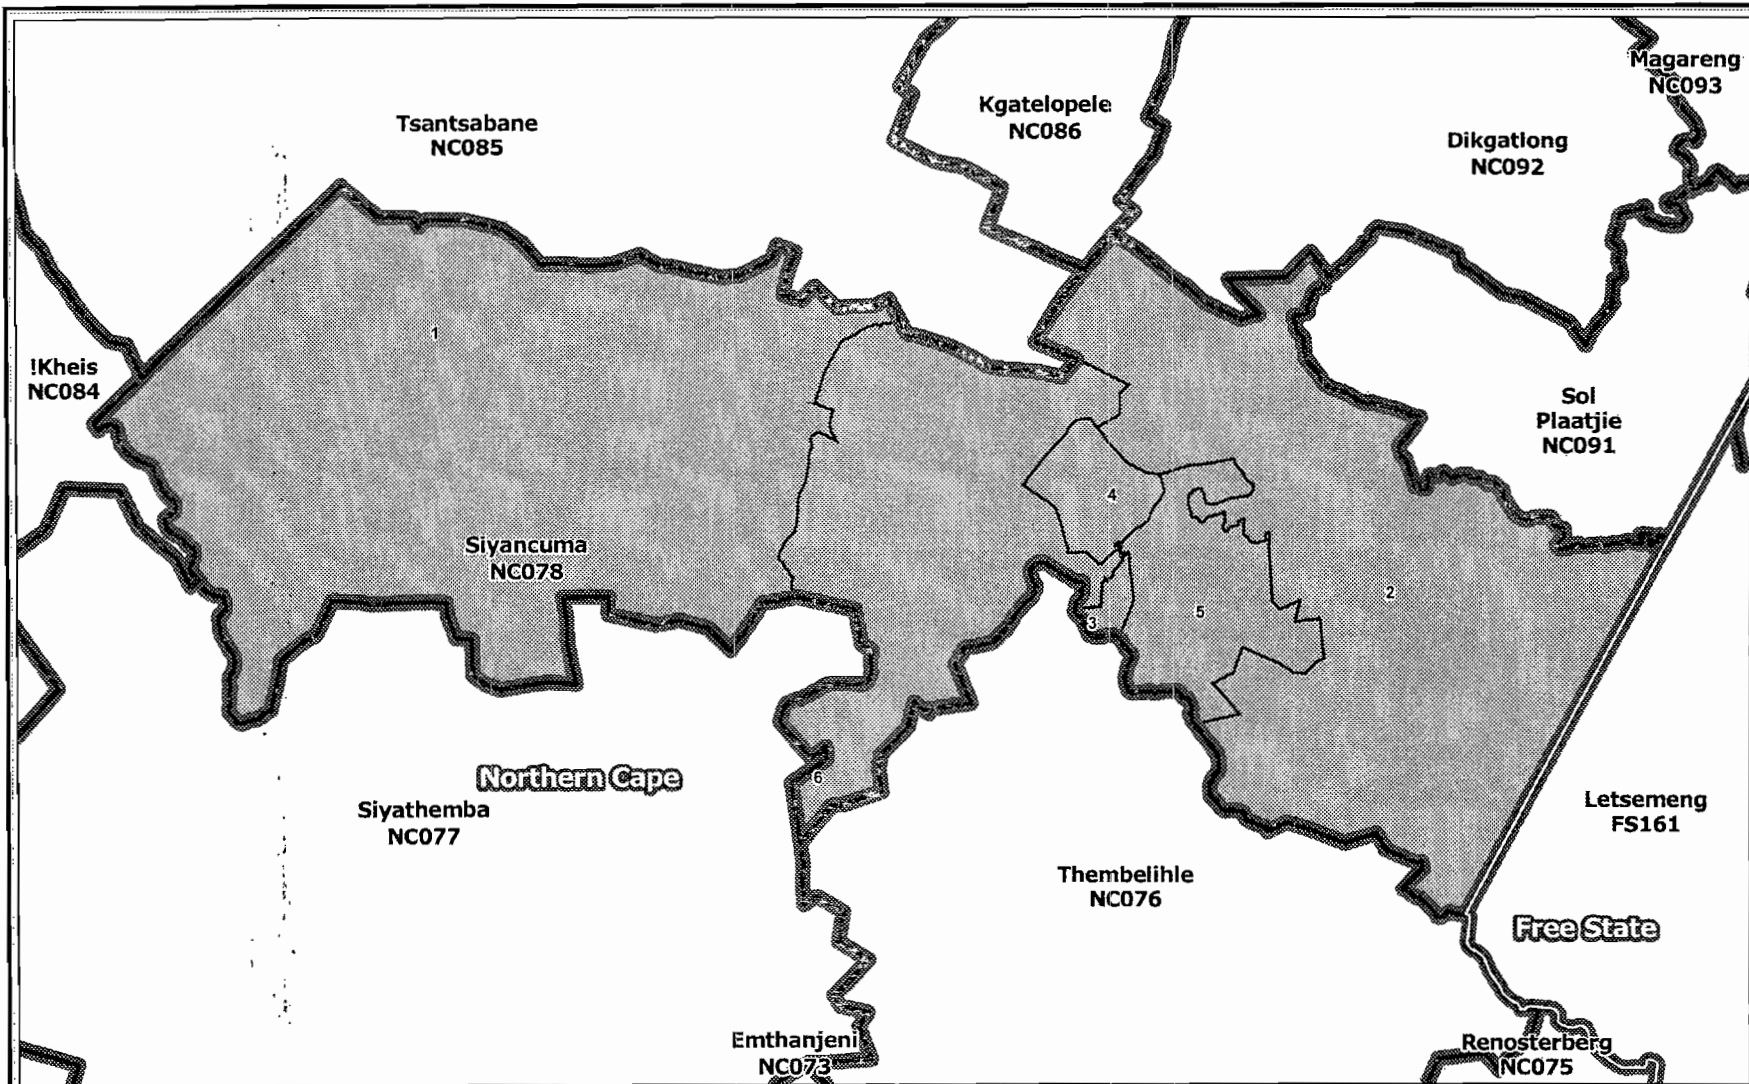 Magareng
NC093
Kgatelopele
NC086
Tsantsabane
NC085
Dikgatlong
NC092
1
!Kheis
NC084
Sol
Plaatjie
NC091
4
Siyancuma
NC078
2
5
3
Northern Cape
6
Siyathemba
NC077
Letsemeng
FS161
Thembelihle
NC076
Free State
Emthanjeni
NC073
Renosterberg
NC075